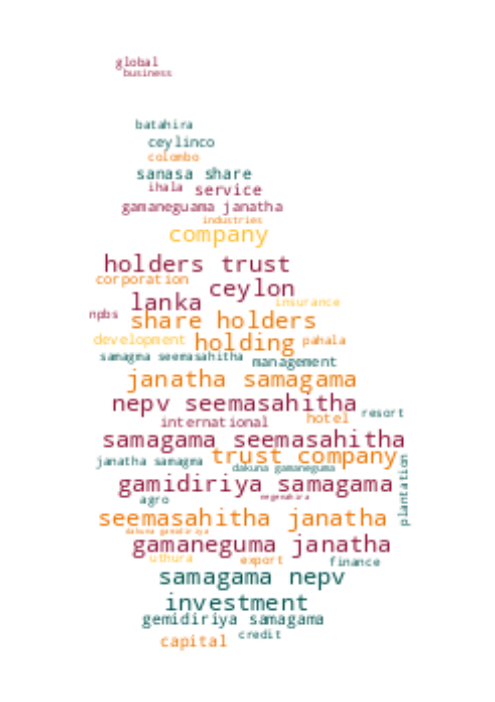 global
business
batahira
ceylinco
colombo
sanasa share
ihala service
gamaneguama janatha
industries
company
holders trust
corporation ceylon
lanka insurance
npbs share holders
development holding pahala
samagma seemasahitha management
janatha samagama
nepv seemasahitha resort
international hotel
samagama seemasahitha
janatha samagma trust company
dakuna gamaneguma
gamidiriya samagama plantation
agro negenahira
seemasahitha janatha
dakuna gamidiriya
gamaneguma janatha
uthura export finance
samagama nepv
investment
gemidiriya samagama
capital credit